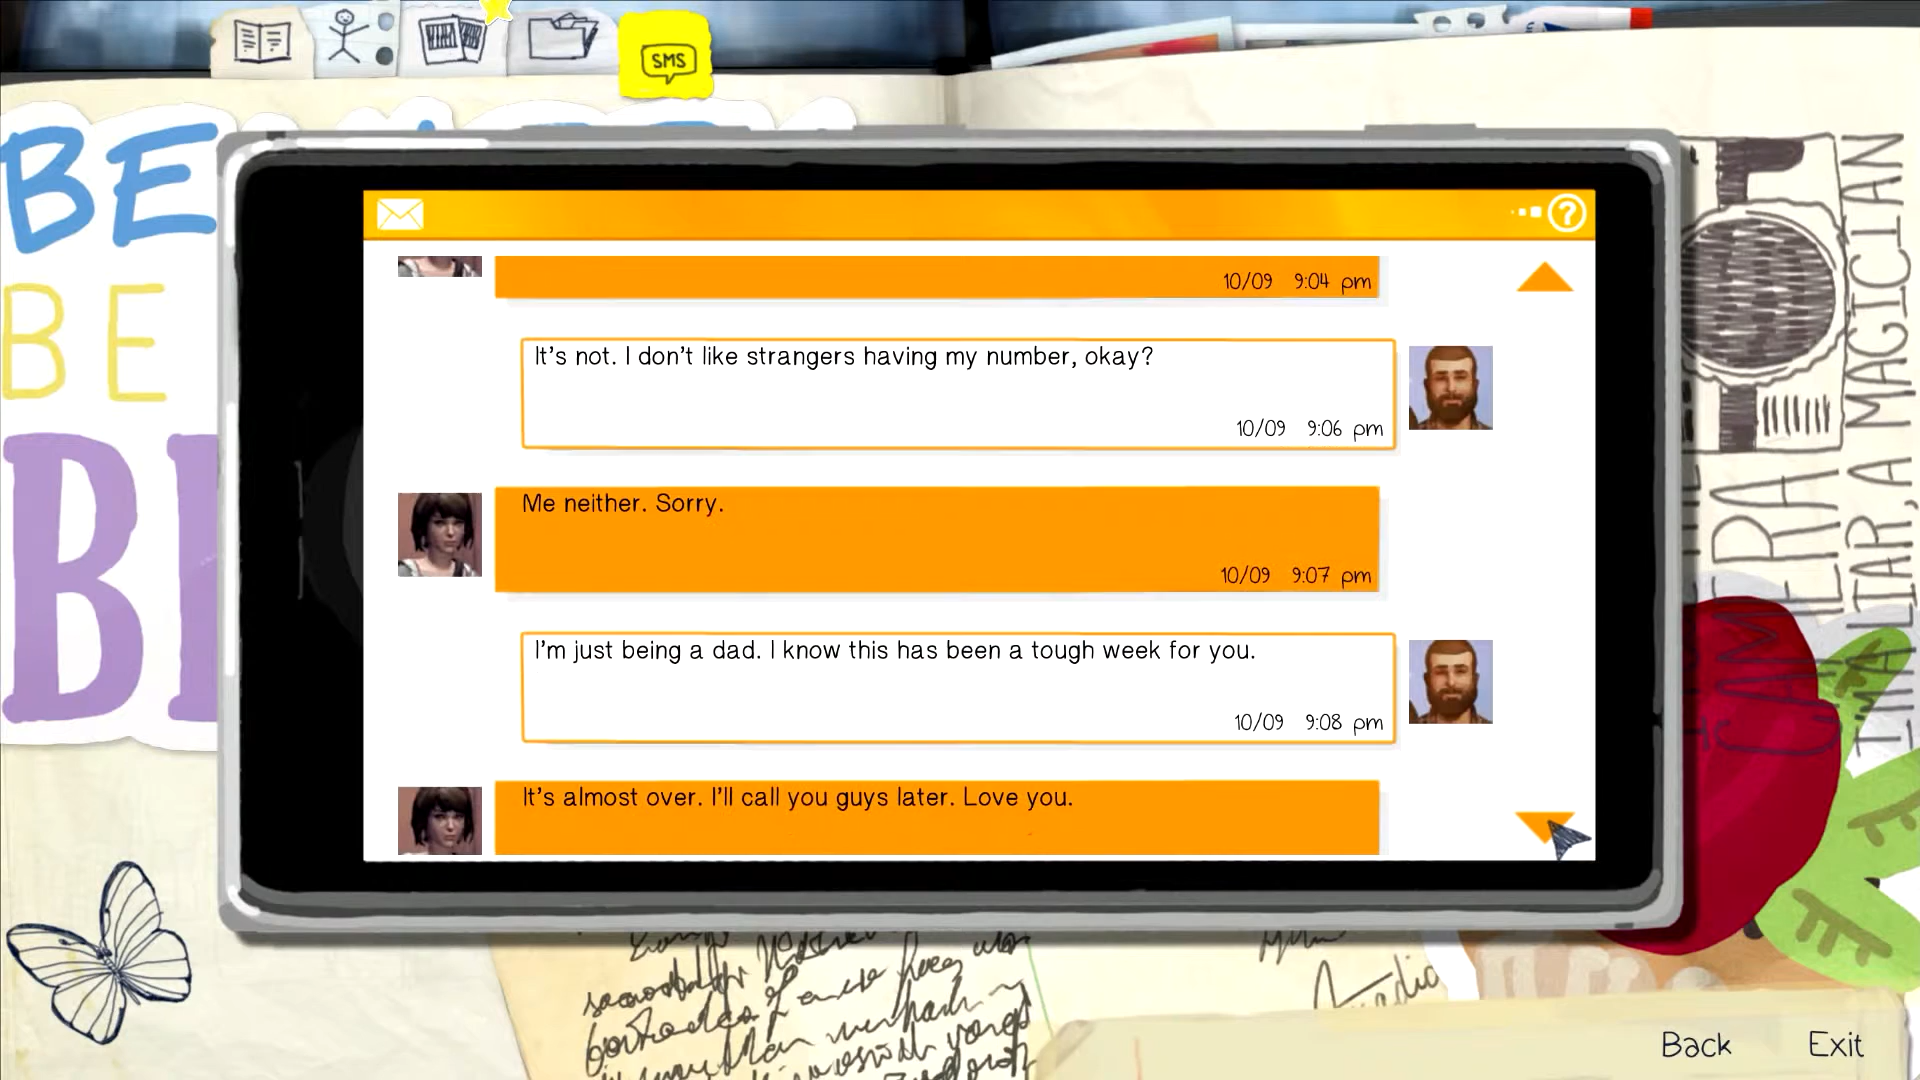 SMS
BE
BE
10/09 9:04 pm
It's not. I don't like strangers having my number, okay?
10/09 9:06 pm
Me neither. Sorry.
10/09 9:07 pm
I'm just being a dad. I know this has been a tough week for you.
10/09 9:08 pm
It's almost over. I'll call you guys later. Love you.
CAMERA
LIAR, A MAGICIAN
Back
Exit